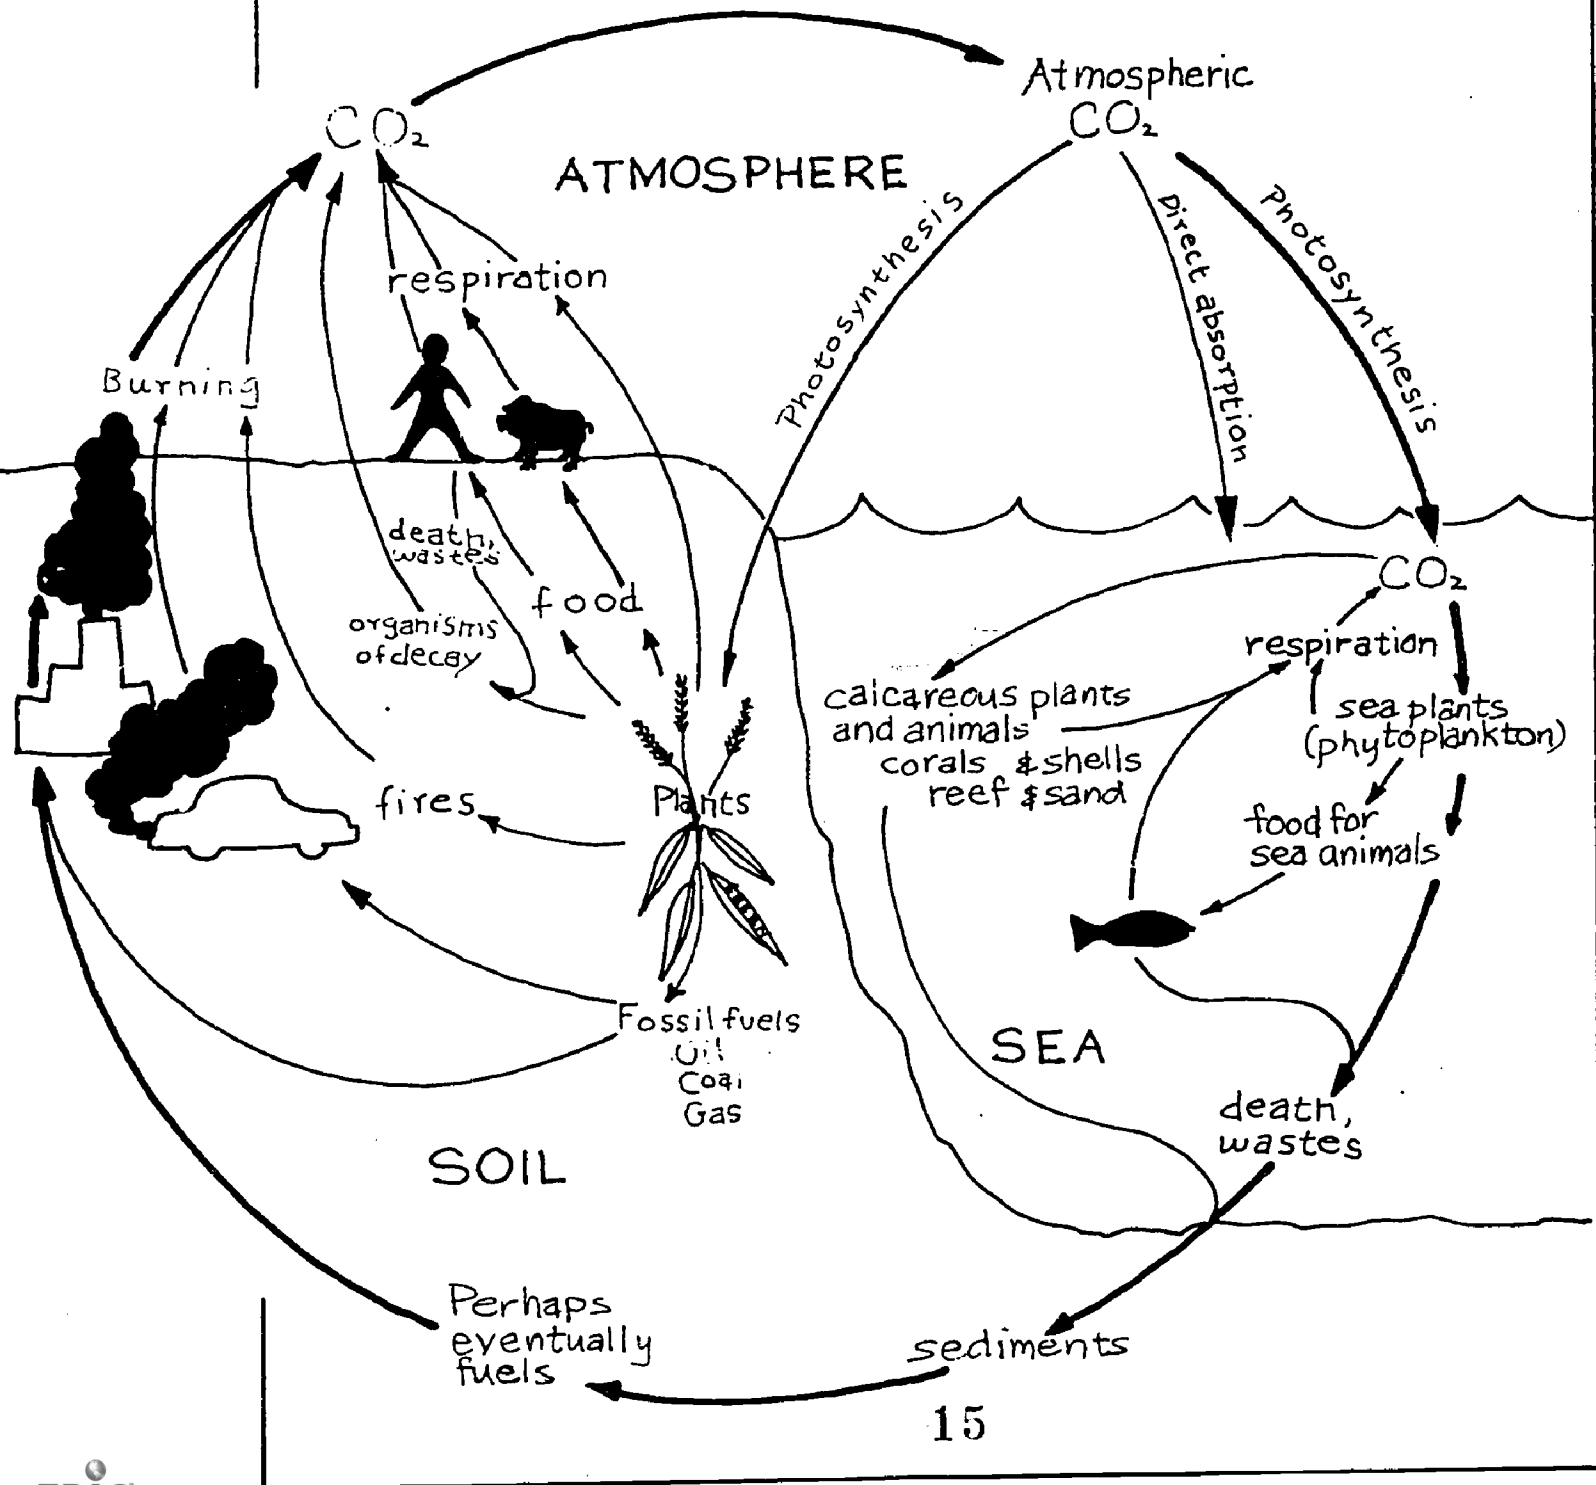 Atmospheric
CO₂
CO₂
ATMOSPHERE
Photosynthesis
Direct absorption
Photosynthesis
respiration
Burning
death,
wastes
food
organisms
of decay
CO₂
respiration
calcareous plants
and animals
corals & shells
reef & sand
sea plants
(phytoplankton)
fires
Plants
food for
sea animals
Fossil fuels
Oil
Coal
Gas
SEA
death,
wastes
SOIL
Perhaps
eventually
fuels
sediments
15